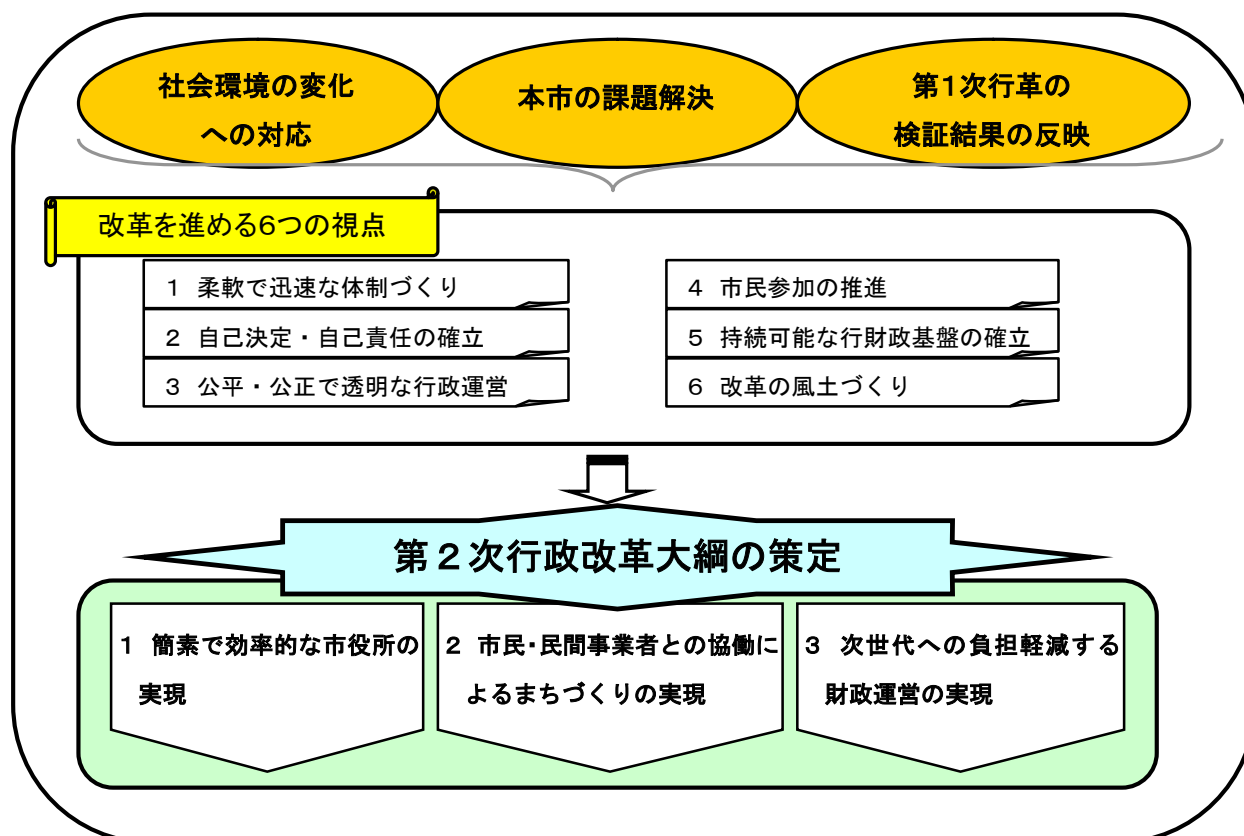 社会環境の変化
への対応
本市の課題解決
第1次行革の
検証結果の反映
改革を進める6つの視点
1 柔軟で迅速な体制づくり
2 自己決定・自己責任の確立
3 公平・公正で透明な行政運営
4 市民参加の推進
5 持続可能な行財政基盤の確立
6 改革の風土づくり
第2次行政改革大綱の策定
1 簡素で効率的な市役所の
実現
2 市民・民間事業者との協働に
よるまちづくりの実現
3 次世代への負担軽減する
財政運営の実現